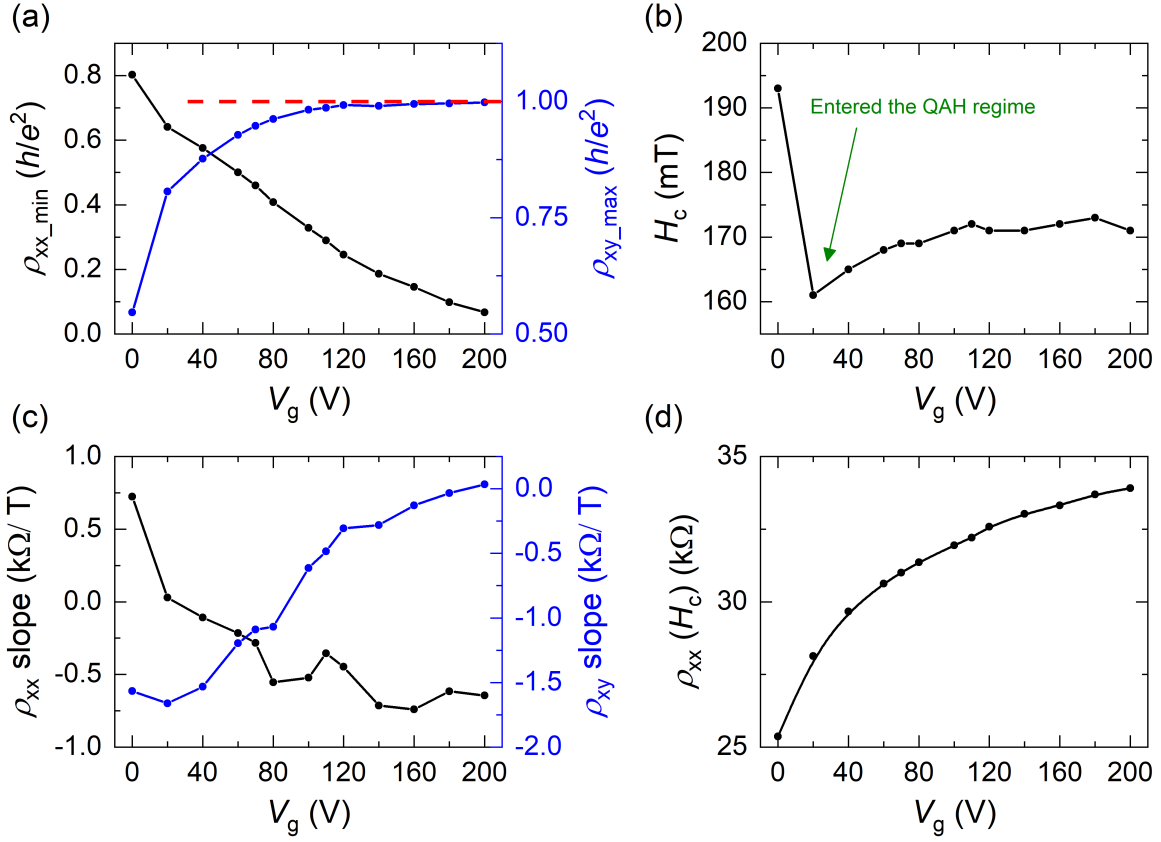 (a)
0.8
0.6
0.4
0.2
0.0
ρxx_min (h/e²)
1.00
0.75
0.50
ρxy_max (h/e²)
0 40 80 120 160 200
Vg (V)
(b)
200
190
180
170
160
Hc (mT)
Entered the QAH regime
0 40 80 120 160 200
Vg (V)
(c)
1.0
0.5
0.0
-0.5
-1.0
ρxx slope (kΩ/ T)
0.0
-0.5
-1.0
-1.5
-2.0
ρxy slope (kΩ/ T)
0 40 80 120 160 200
Vg (V)
(d)
35
30
25
ρxx (Hc) (kΩ)
0 40 80 120 160 200
Vg (V)